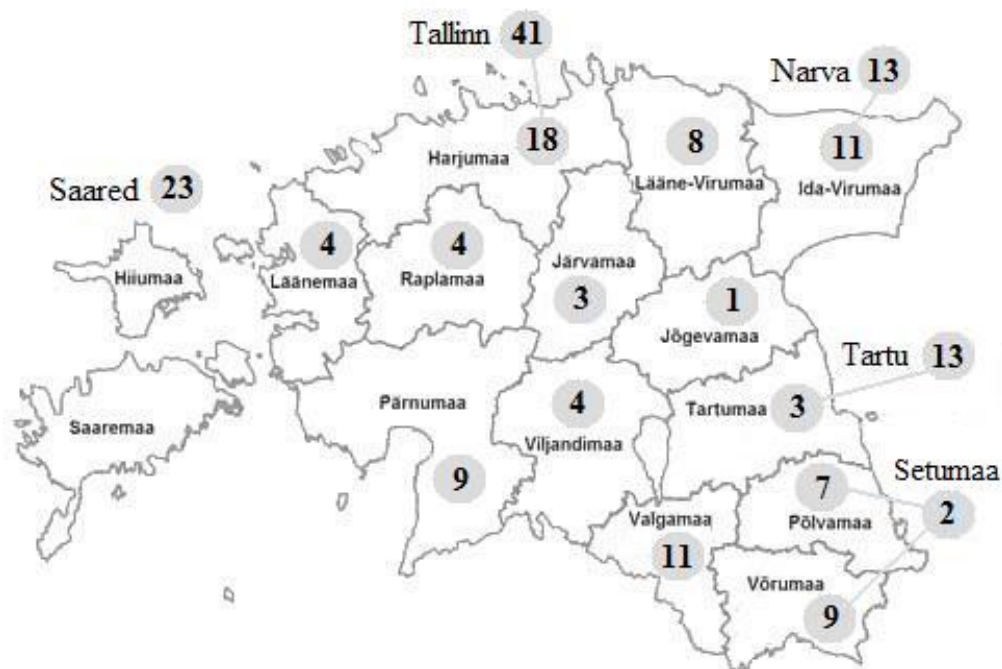 Tallinn 41
Narva 13
18
Harjumaa
8
Lääne-Virumaa
11
Ida-Virumaa
Saared 23
Hiiumaa
4
Läänemaa
4
Raplamaa
Järvamaa
3
1
Jõgevamaa
Tartu 13
Saaremaa
Pärnumaa
9
4
Viljandimaa
Tartumaa 3
Setumaa
2
7
Põlvamaa
Valgamaa
11
Võrumaa
9